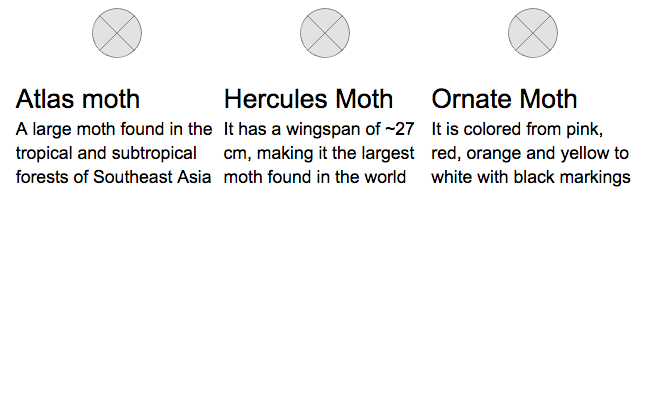 Atlas moth
A large moth found in the
tropical and subtropical
forests of Southeast Asia
Hercules Moth
It has a wingspan of ~27
cm, making it the largest
moth found in the world
Ornate Moth
It is colored from pink,
red, orange and yellow to
white with black markings